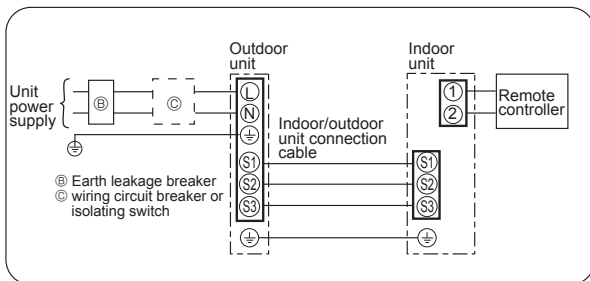 Outdoor
unit
Indoor
unit
Unit
power
supply
Ⓑ
Ⓒ
L
N
1
2
Remote
controller
Indoor/outdoor
unit connection
cable
S1
S2
S3
S1
S2
S3
Ⓑ Earth leakage breaker
Ⓒ wiring circuit breaker or
isolating switch